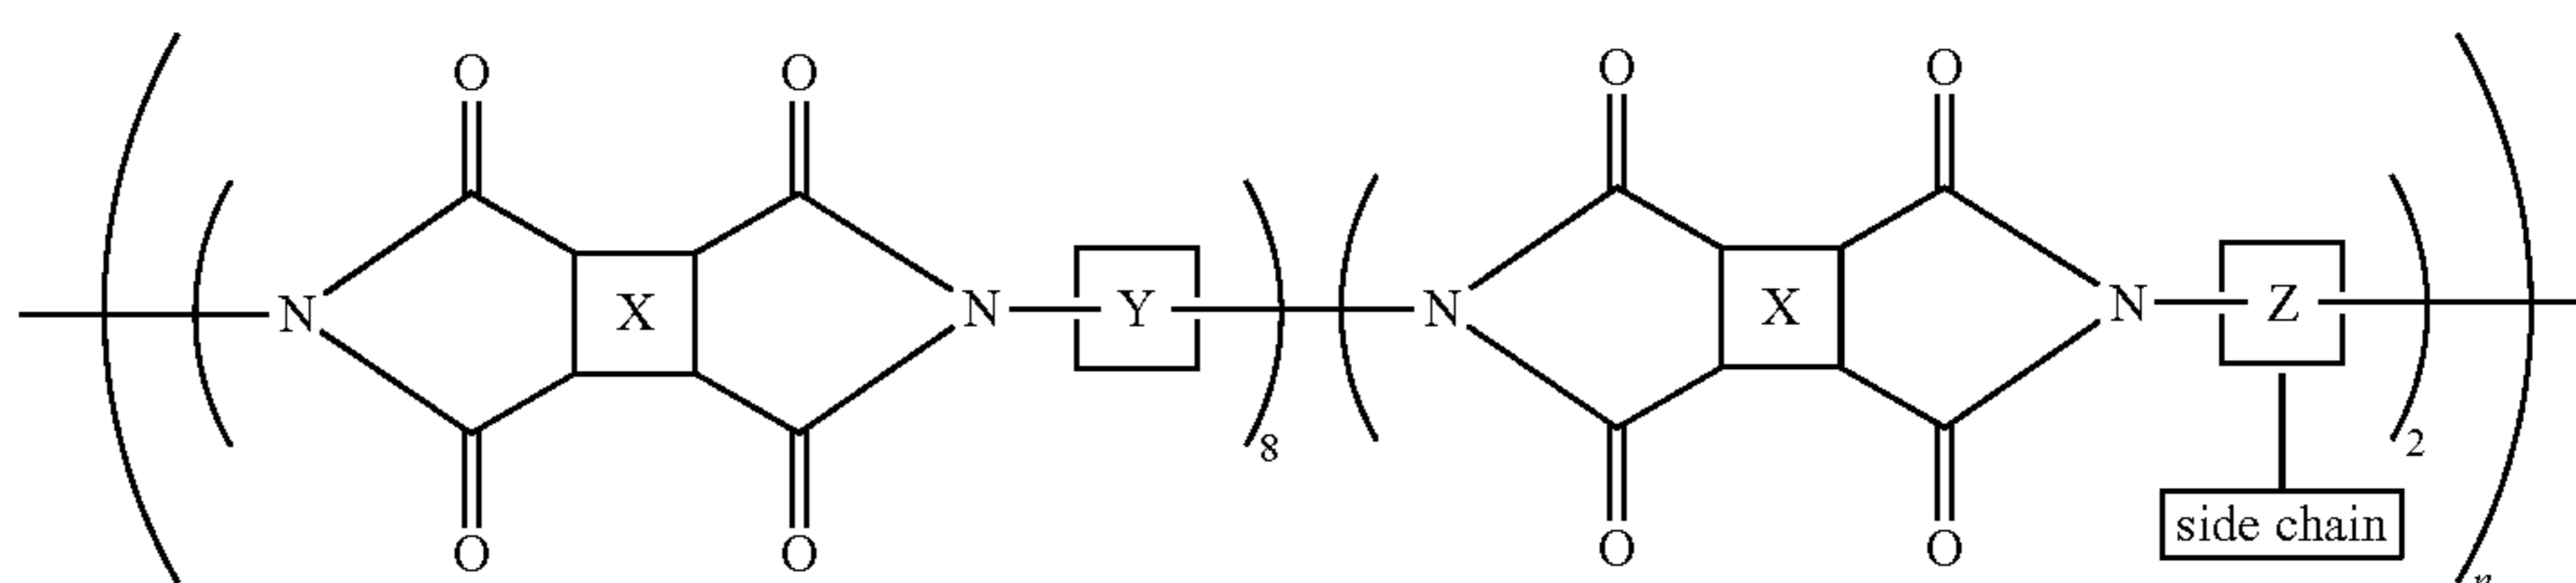 O O O O
N X N Y N X N Z
8 2
O O O O side chain
n